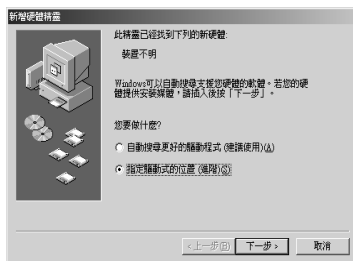 新增硬體精靈
此精靈已經找到下列的新硬體:
裝置不明
Windows可以自動搜尋支援您硬體的軟體。若您的硬
體提供安裝媒體，請插入後按「下一步」。
您要做什麼?
自動搜尋更好的驅動程式 (建議使用)(A)
指定驅動式的位置 (進階)(S)
<上一步(B)
下一步 >
取消